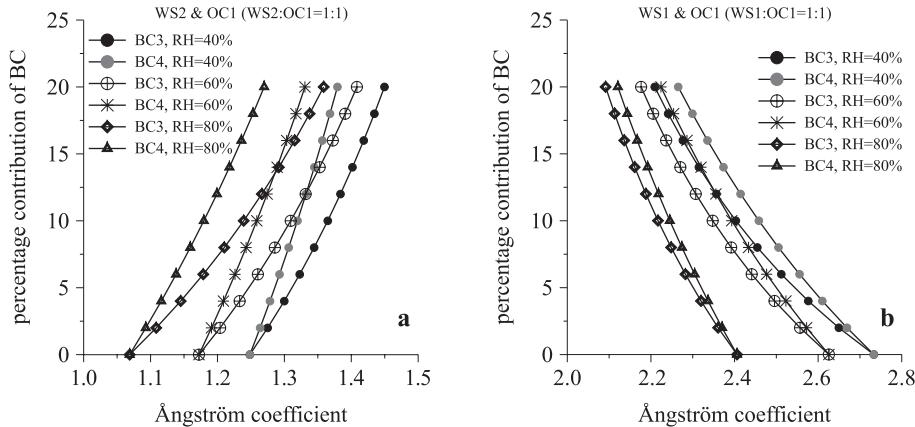 WS2 & OC1 (WS2:OC1=1:1)
25
20
15
10
5
0
percentage contribution of BC
BC3, RH=40%
BC4, RH=40%
BC3, RH=60%
BC4, RH=60%
BC3, RH=80%
BC4, RH=80%
a
1.0 1.1 1.2 1.3 1.4 1.5
Ångström coefficient
WS1 & OC1 (WS1:OC1=1:1)
25
20
15
10
5
0
percentage contribution of BC
BC3, RH=40%
BC4, RH=40%
BC3, RH=60%
BC4, RH=60%
BC3, RH=80%
BC4, RH=80%
b
2.0 2.2 2.4 2.6 2.8
Ångström coefficient